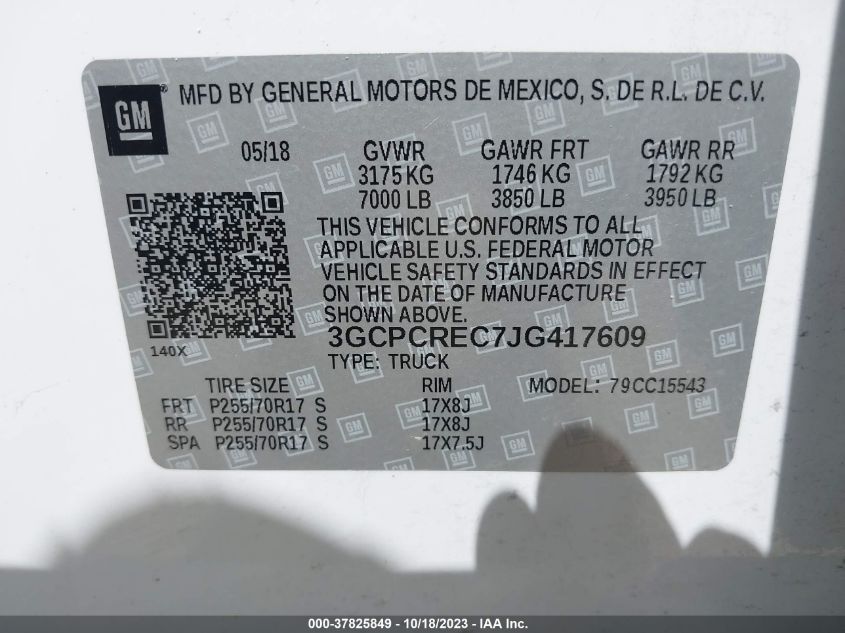 GM
MFD BY GENERAL MOTORS DE MEXICO, S. DE R.L. DE C.V.
05/18 GVWR GAWR FRT GAWR RR
3175 KG 1746 KG 1792 KG
7000 LB 3850 LB 3950 LB
THIS VEHICLE CONFORMS TO ALL
APPLICABLE U.S. FEDERAL MOTOR
VEHICLE SAFETY STANDARDS IN EFFECT
ON THE DATE OF MANUFACTURE
SHOWN ABOVE.
3GCPCREC7JG417609
140X
TYPE: TRUCK
TIRE SIZE RIM MODEL: 79CC15543
FRT P255/70R17 S 17X8J
RR P255/70R17 S 17X8J
SPA P255/70R17 S 17X7.5J
000-37825849 - 10/18/2023 - Copyright © IAA, Inc.